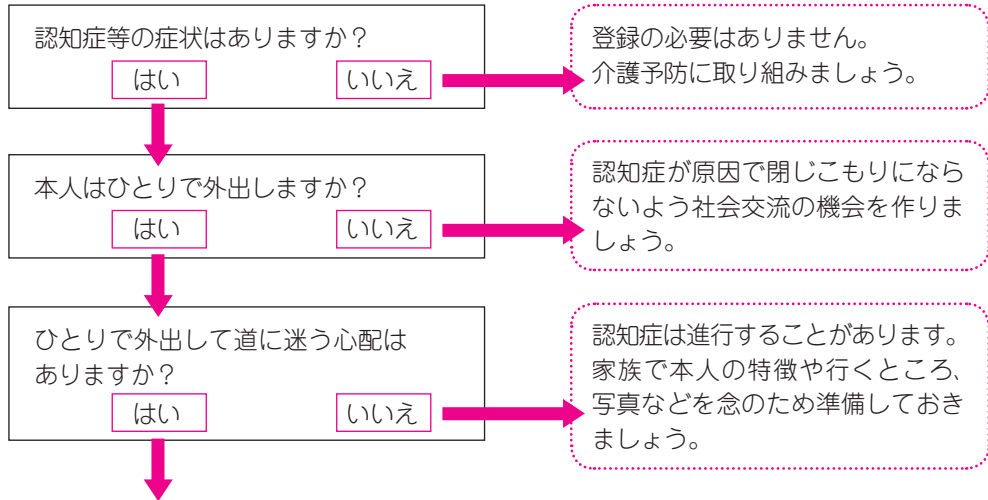 認知症等の症状はありますか？
はい
いいえ
登録の必要はありません。
介護予防に取り組みましょう。
本人はひとりで外出しますか？
はい
いいえ
認知症が原因で閉じこもりになら
ないよう社会交流の機会を作りま
しょう。
ひとりで外出して道に迷う心配は
ありますか？
はい
いいえ
認知症は進行することがあります。
家族で本人の特徴や行くところ、
写真などを念のため準備しておき
ましょう。